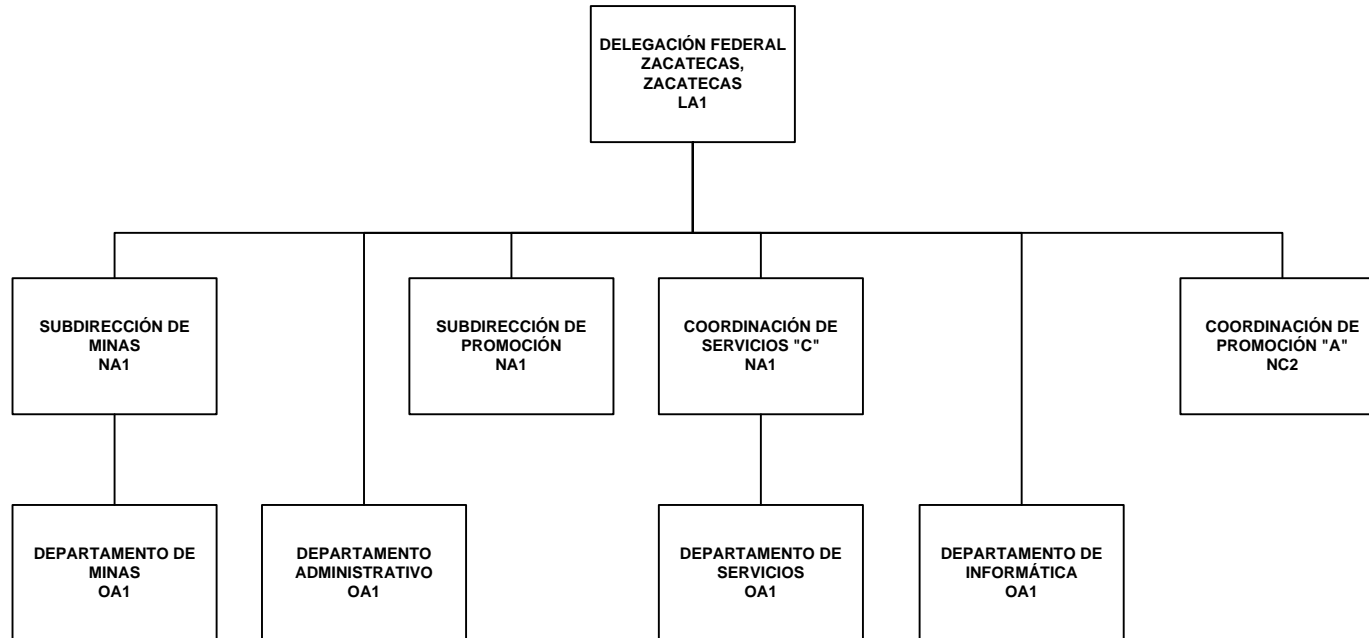 DELEGACIÓN FEDERAL
ZACATECAS,
ZACATECAS
LA1
SUBDIRECCIÓN DE
MINAS
NA1
SUBDIRECCIÓN DE
PROMOCIÓN
NA1
COORDINACIÓN DE
SERVICIOS "C"
NA1
COORDINACIÓN DE
PROMOCIÓN "A"
NC2
DEPARTAMENTO DE
MINAS
OA1
DEPARTAMENTO
ADMINISTRATIVO
OA1
DEPARTAMENTO DE
SERVICIOS
OA1
DEPARTAMENTO DE
INFORMÁTICA
OA1